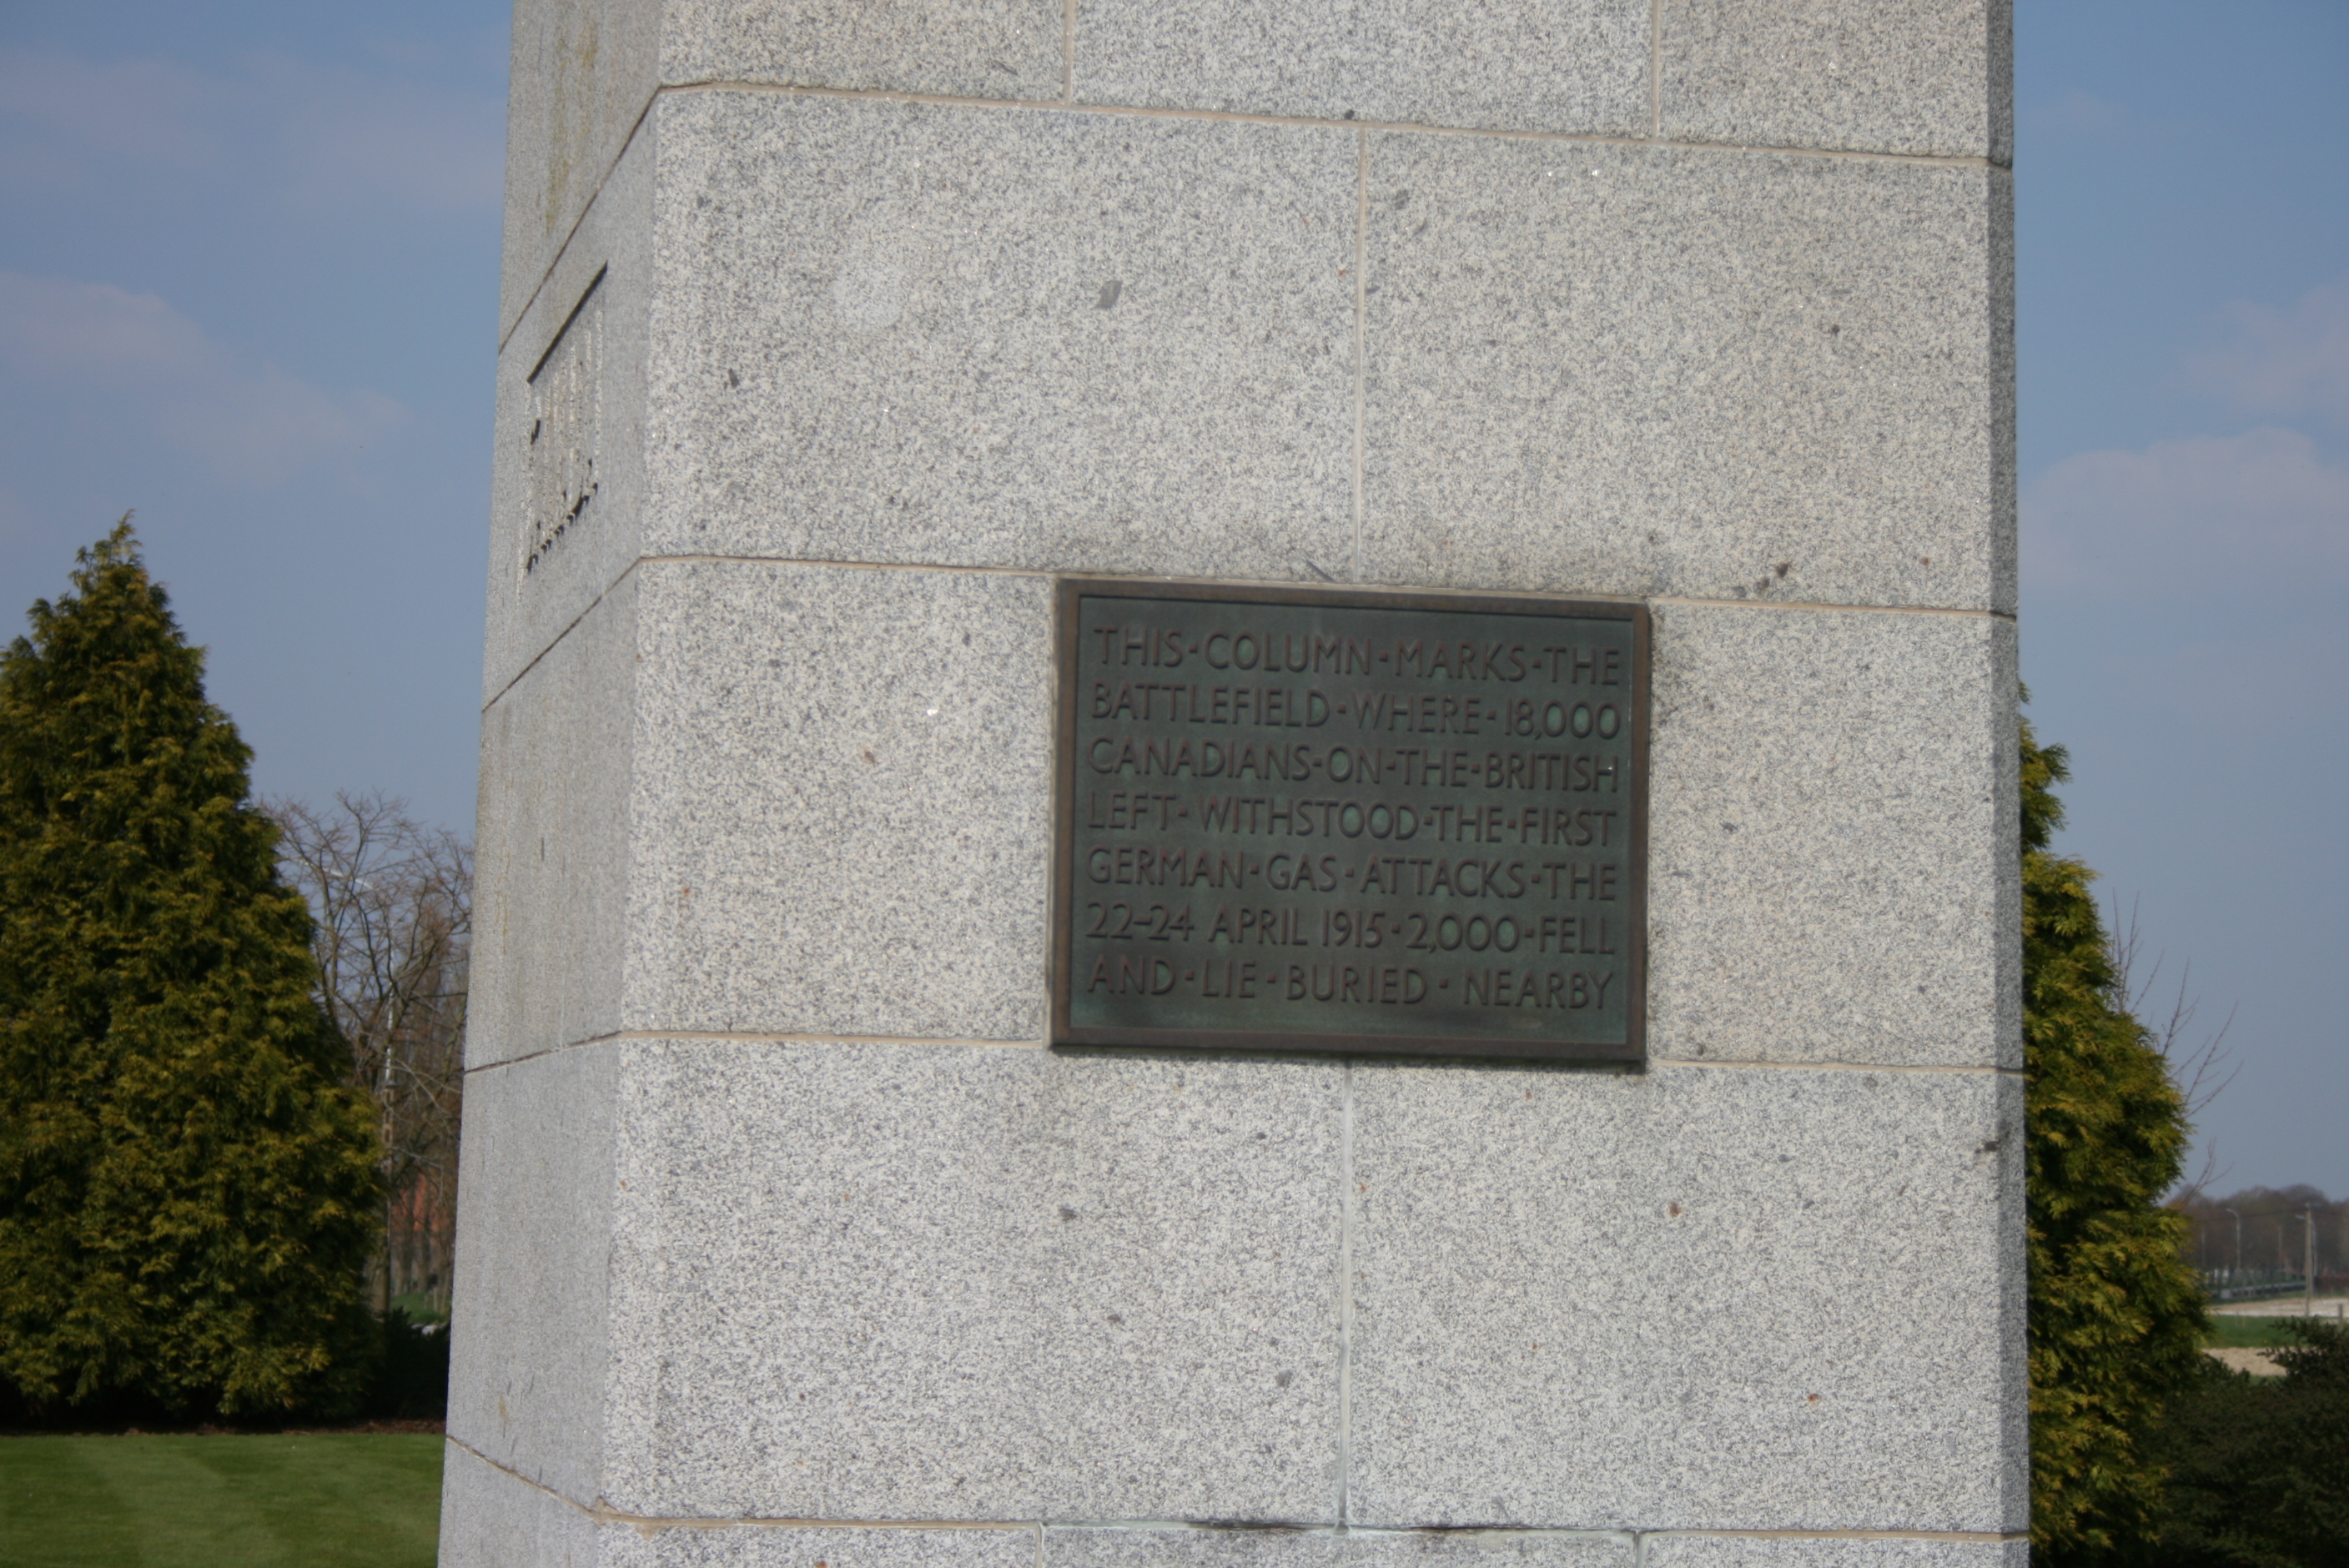 THIS·COLUMN·MARKS·THE
BATTLEFIELD·WHERE·18,000
CANADIANS·ON·THE·BRITISH
LEFT·WITHSTOOD·THE·FIRST
GERMAN·GAS·ATTACKS·THE
22-24 APRIL 1915·2,000·FELL
AND·LIE·BURIED·NEARBY